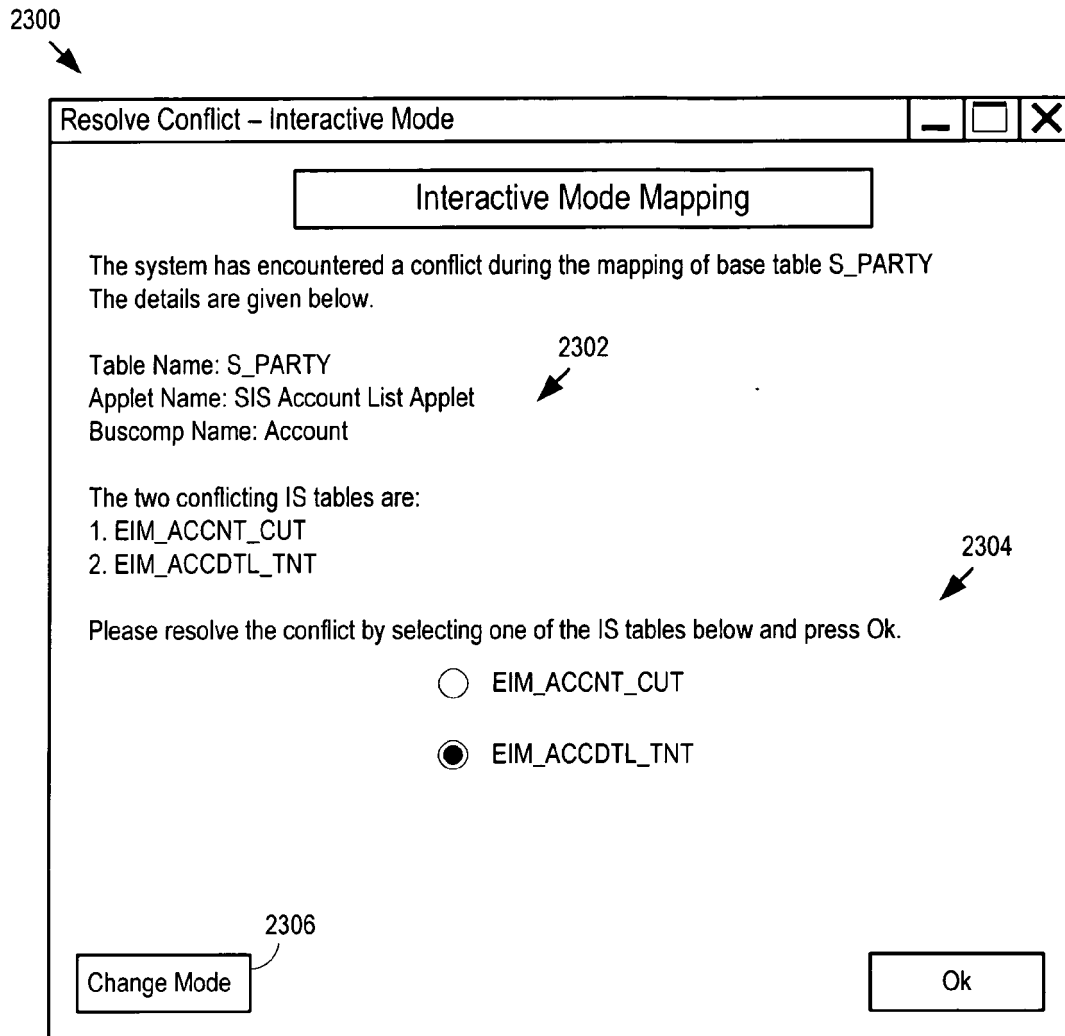 2300
Resolve Conflict – Interactive Mode
Interactive Mode Mapping
The system has encountered a conflict during the mapping of base table S_PARTY
The details are given below.
2302
Table Name: S_PARTY
Applet Name: SIS Account List Applet
Buscomp Name: Account
The two conflicting IS tables are:
1. EIM_ACCNT_CUT
2. EIM_ACCDTL_TNT
2304
Please resolve the conflict by selecting one of the IS tables below and press Ok.
EIM_ACCNT_CUT
EIM_ACCDTL_TNT
2306
Change Mode
Ok